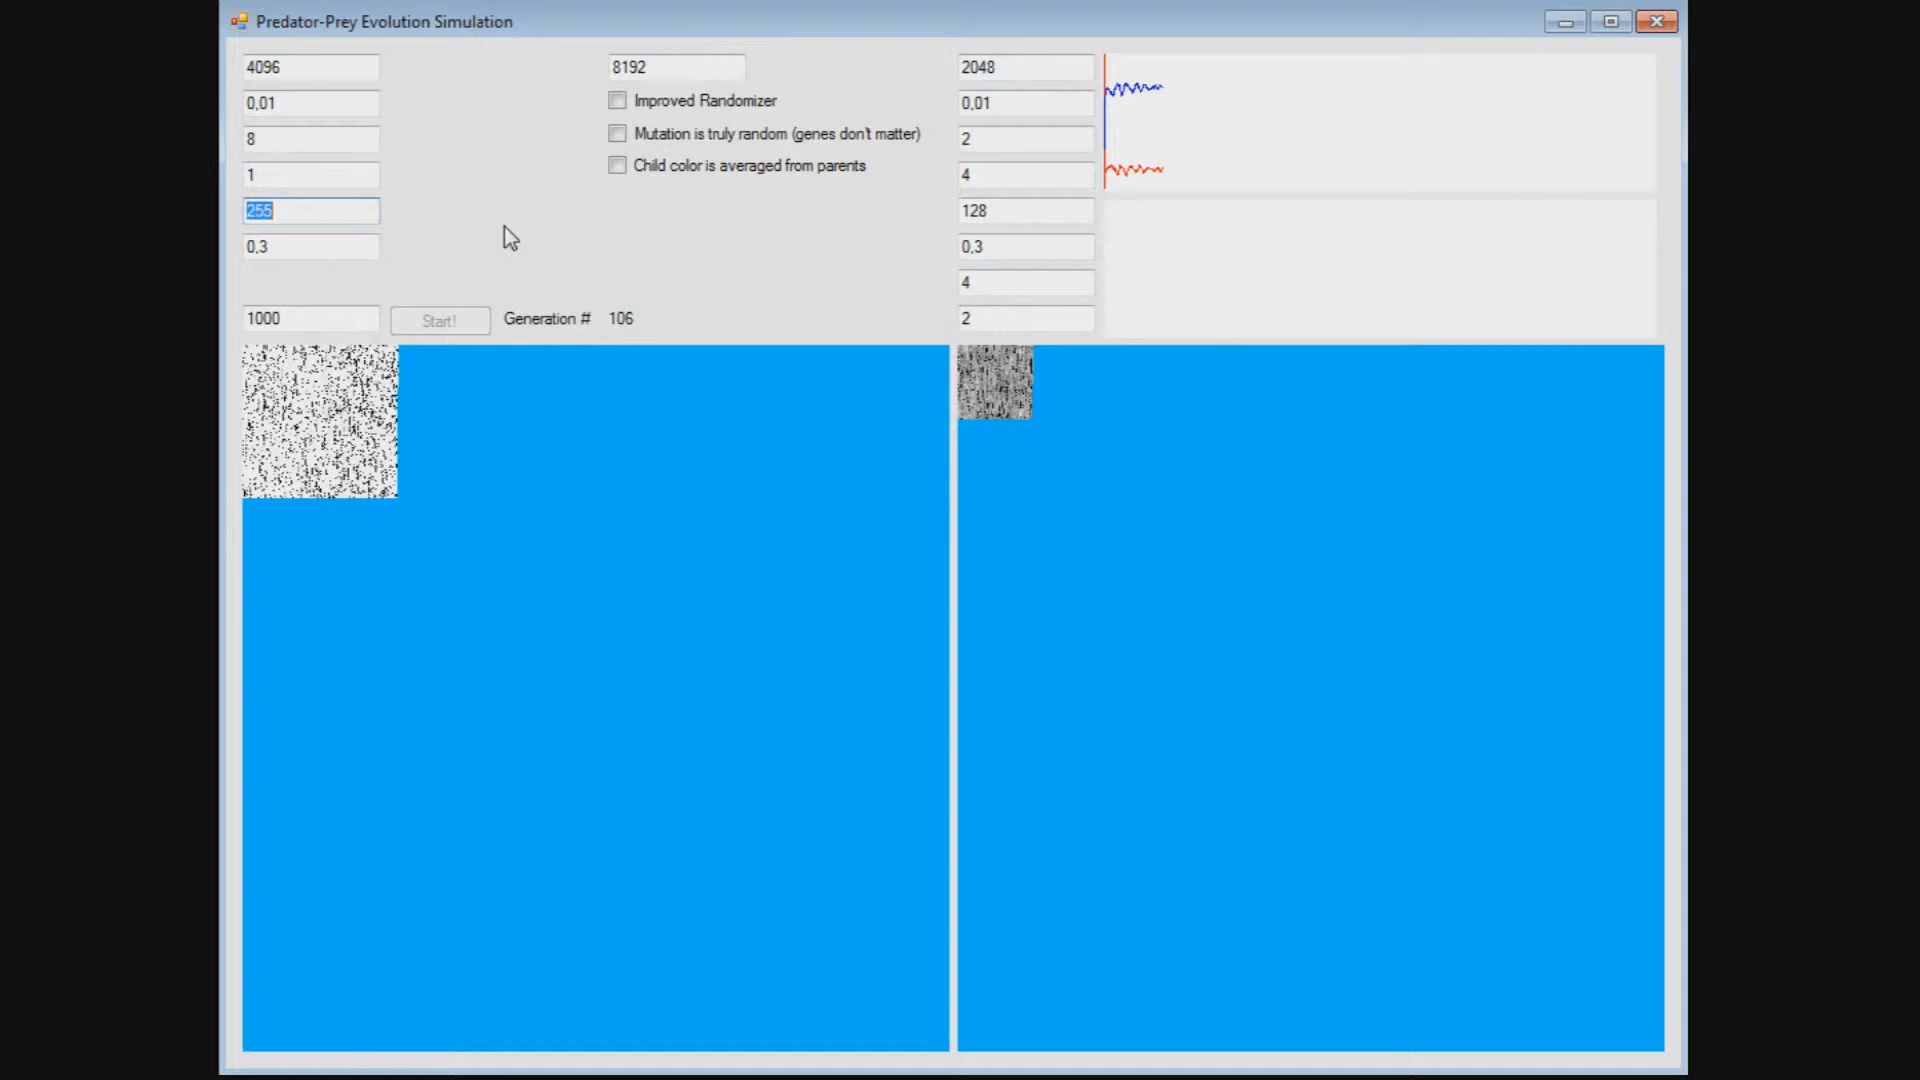 Predator-Prey Evolution Simulation
4096 8192 2048
0,01 Improved Randomizer 0,01
8 Mutation is truly random (genes don't matter) 2
1 Child color is averaged from parents 4
255 128
0,3 0,3
4
1000 Start! Generation # 106 2